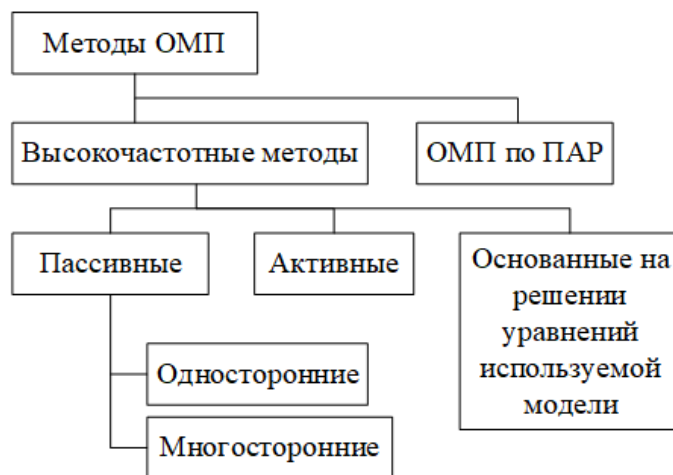 Методы ОМП
Высокочастотные методы
ОМП по ПАР
Пассивные
Активные
Основанные на
решении
уравнений
используемой
модели
Односторонние
Многосторонние